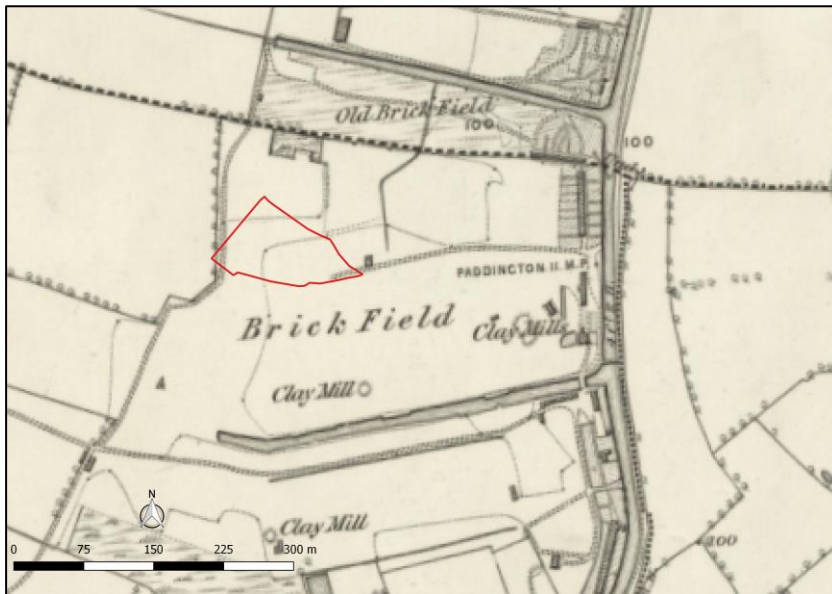 Old Brick Field
100
100
PADDINGTON 11. M.P.
Brick Field
Clay Mills
Clay Mill
Clay Mill
200
N
0 75 150 225 300 m